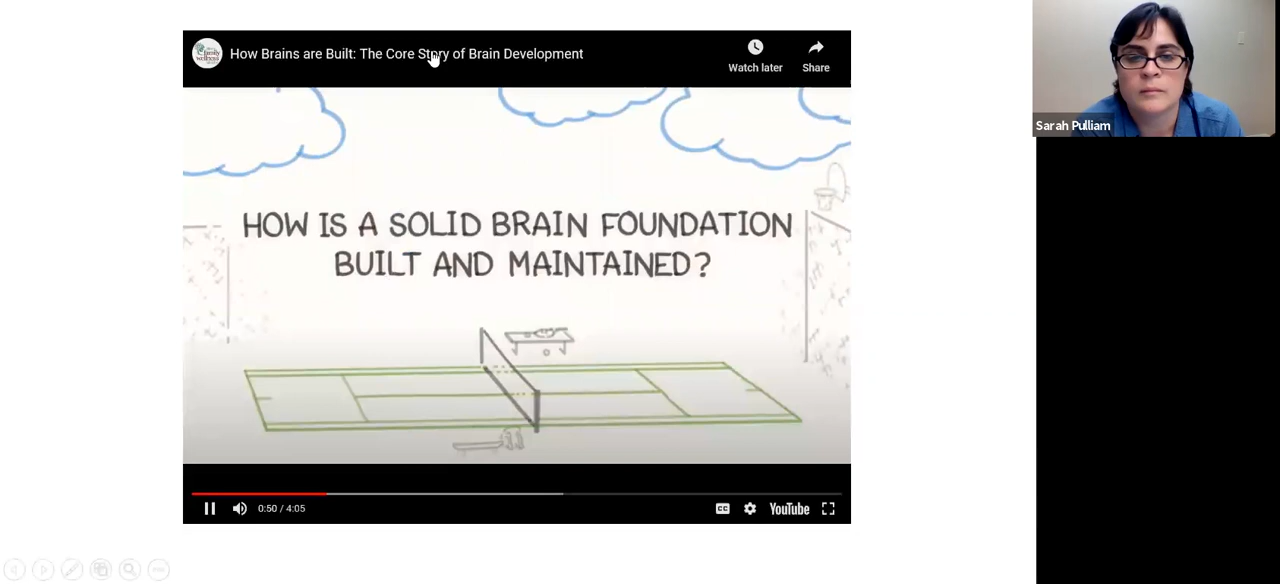 How Brains are Built: The Core Story of Brain Development
Watch later
Share
Sarah Pulliam
HOW IS A SOLID BRAIN FOUNDATION
BUILT AND MAINTAINED?
0:50 / 4:05
CC
YouTube